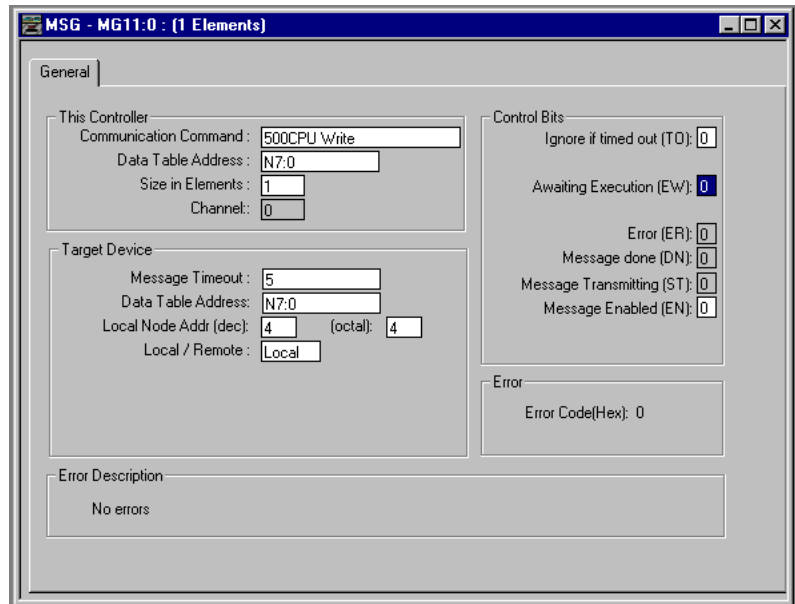 MSG - MG11:0 : (1 Elements)
General
This Controller
Communication Command : 500CPU Write
Data Table Address : N7:0
Size in Elements : 1
Channel:: 0
Target Device
Message Timeout : 5
Data Table Address: N7:0
Local Node Addr (dec): 4 (octal): 4
Local / Remote : Local
Control Bits
Ignore if timed out (TO): 0
Awaiting Execution (EW): 0
Error (ER): 0
Message done (DN): 0
Message Transmitting (ST): 0
Message Enabled (EN): 0
Error
Error Code(Hex): 0
Error Description
No errors